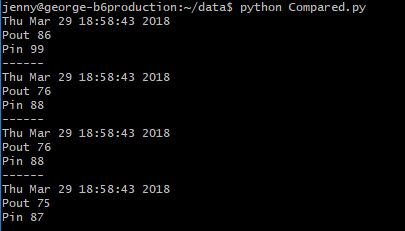 jenny@george-b6production:~/data$ python Compared.py
Thu Mar 29 18:58:43 2018
Pout 86
Pin 99
------
Thu Mar 29 18:58:43 2018
Pout 76
Pin 88
------
Thu Mar 29 18:58:43 2018
Pout 76
Pin 88
------
Thu Mar 29 18:58:43 2018
Pout 75
Pin 87